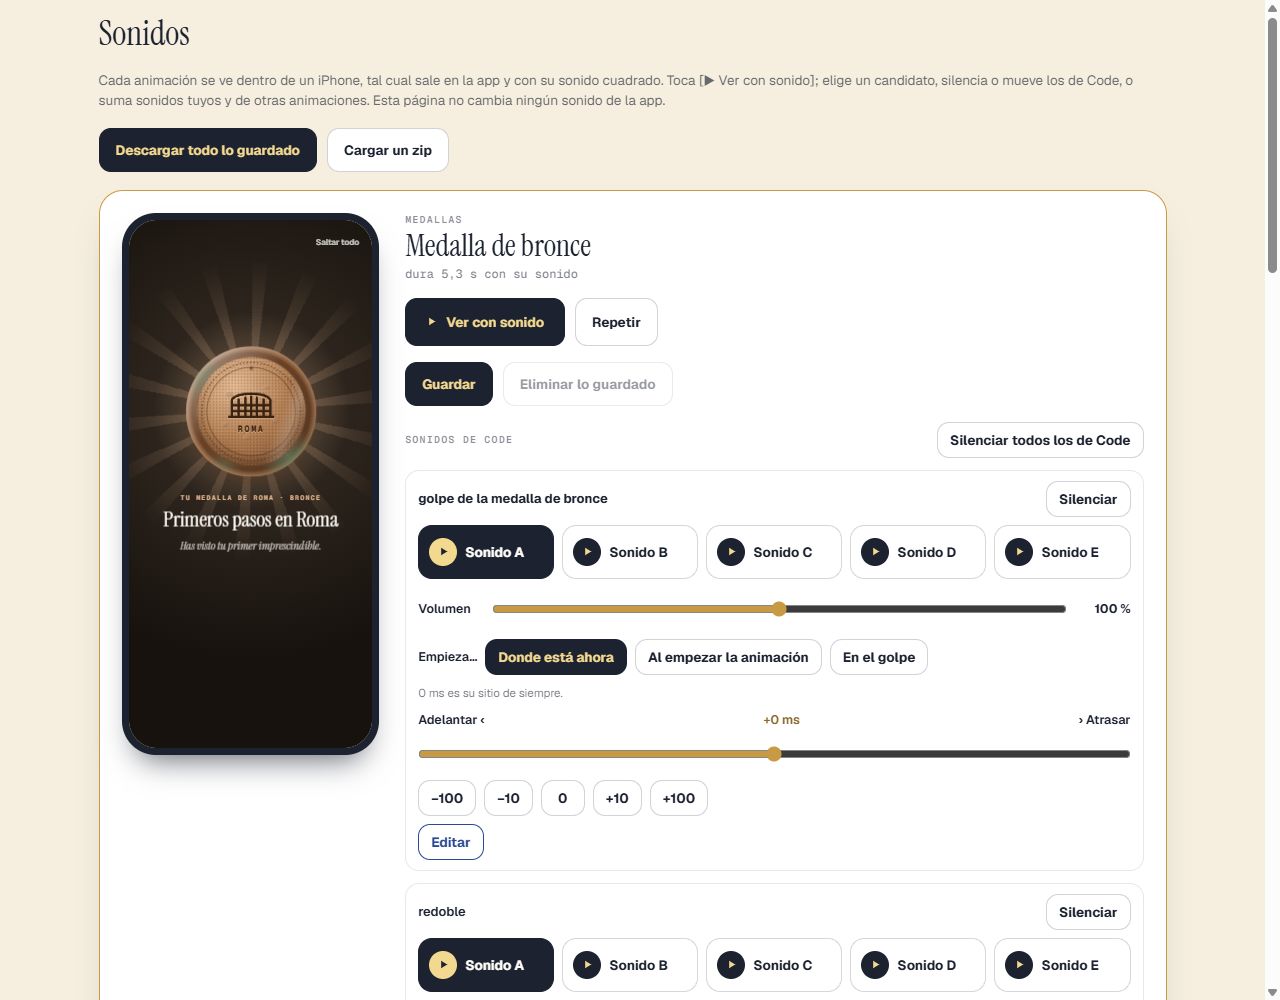 Sonidos
Cada animación se ve dentro de un iPhone, tal cual sale en la app y con su sonido cuadrado. Toca [▶ Ver con sonido]; elige un candidato, silencia o mueve los de Code, o
suma sonidos tuyos y de otras animaciones. Esta página no cambia ningún sonido de la app.
Descargar todo lo guardado
Cargar un zip
Saltar todo
ROMA
TU MEDALLA DE ROMA · BRONCE
Primeros pasos en Roma
Has visto tu primer imprescindible.
MEDALLAS
Medalla de bronce
dura 5,3 s con su sonido
▶ Ver con sonido
Repetir
Guardar
Eliminar lo guardado
SONIDOS DE CODE
Silenciar todos los de Code
golpe de la medalla de bronce
Silenciar
Sonido A
Sonido B
Sonido C
Sonido D
Sonido E
Volumen
100 %
Empieza...
Donde está ahora
Al empezar la animación
En el golpe
0 ms es su sitio de siempre.
Adelantar ‹
+0 ms
› Atrasar
−100
−10
0
+10
+100
Editar
redoble
Silenciar
Sonido A
Sonido B
Sonido C
Sonido D
Sonido E